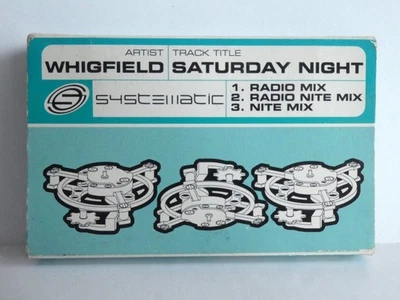 ARTIST TRACK TITLE
WHIGFIELD SATURDAY NIGHT
systematic
1. RADIO MIX
2. RADIO NITE MIX
3. NITE MIX